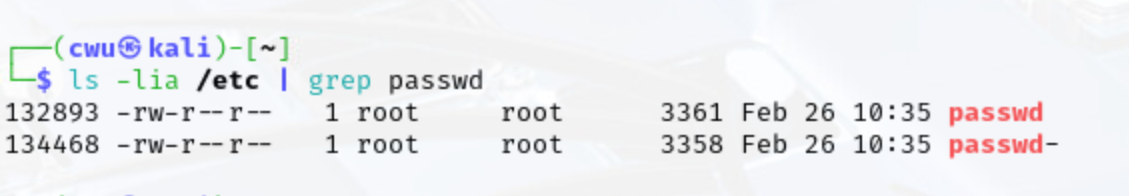 ┌──(cwu㉿kali)-[~]
└─$ ls -lia /etc | grep passwd
132893 -rw-r--r--   1 root     root      3361 Feb 26 10:35 passwd
134468 -rw-r--r--   1 root     root      3358 Feb 26 10:35 passwd-